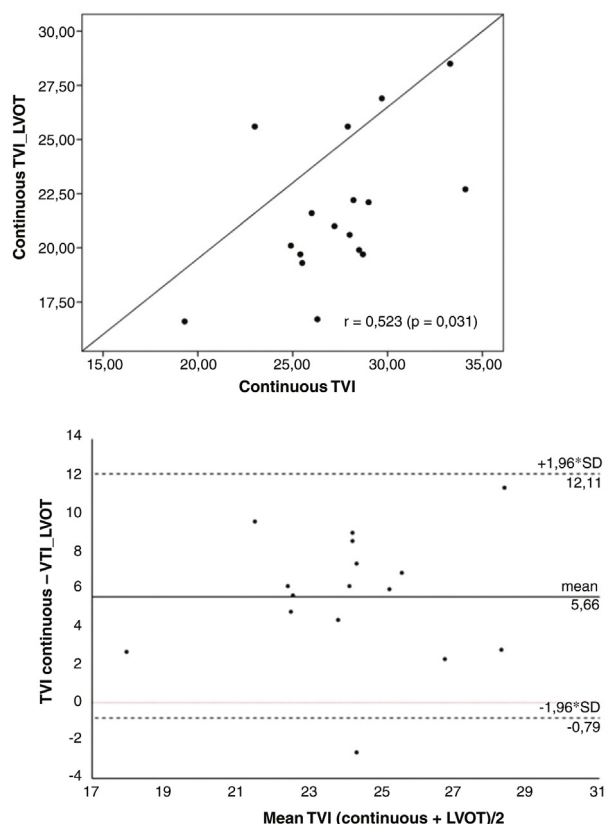 30,00
27,50
25,00
22,50
20,00
17,50
Continuous TVI_LVOT
r = 0,523 (p = 0,031)
15,00 20,00 25,00 30,00 35,00
Continuous TVI
14
12
10
8
6
4
2
0
-2
-4
TVI continuous – VTI_LVOT
+1,96*SD
12,11
mean
5,66
-1,96*SD
-0,79
17 19 21 23 25 27 29 31
Mean TVI (continuous + LVOT)/2